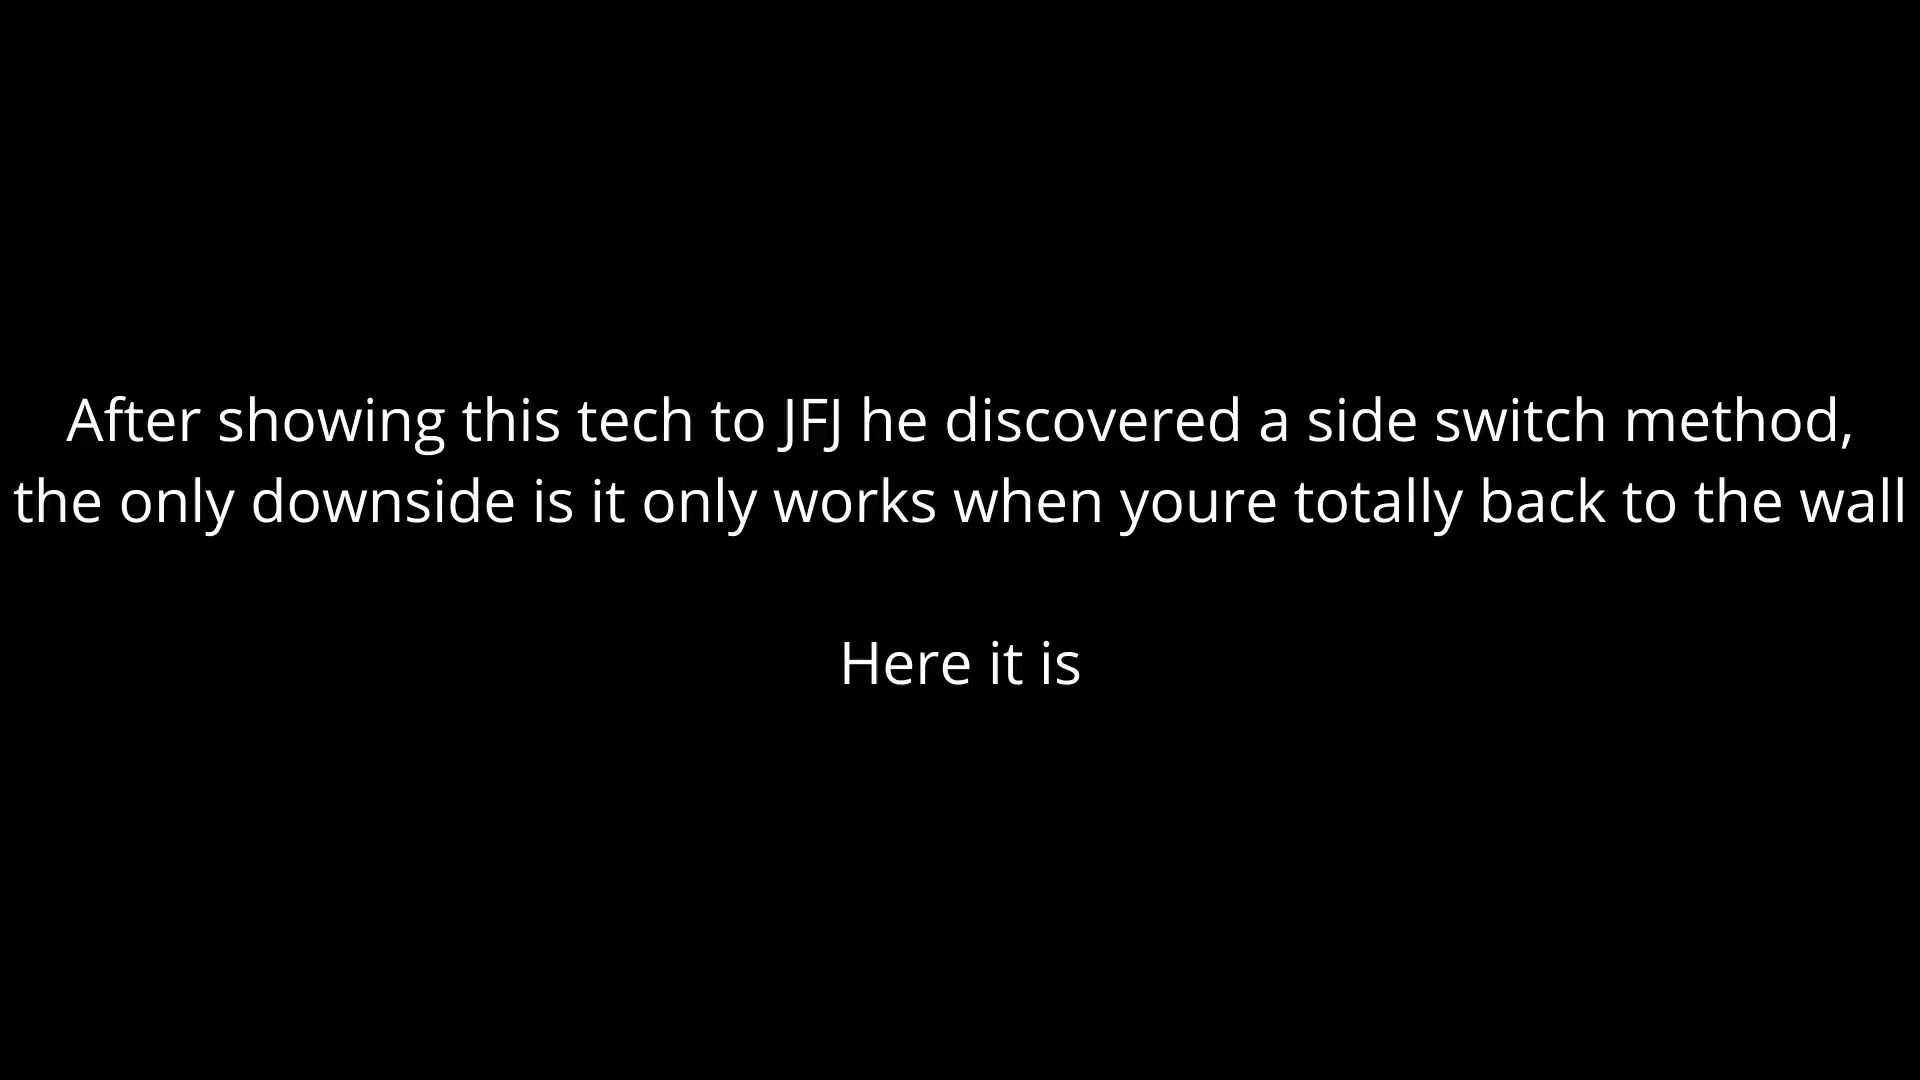 After showing this tech to JFJ he discovered a side switch method,
the only downside is it only works when youre totally back to the wall
Here it is